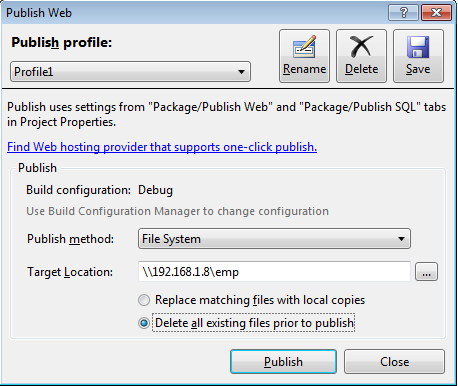 Publish Web
Publish profile:
Profile1
Rename
Delete
Save
Publish uses settings from "Package/Publish Web" and "Package/Publish SQL" tabs
in Project Properties.
Find Web hosting provider that supports one-click publish.
Publish
Build configuration: Debug
Use Build Configuration Manager to change configuration
Publish method: File System
Target Location: \\192.168.1.8\emp ...
Replace matching files with local copies
Delete all existing files prior to publish
Publish Close